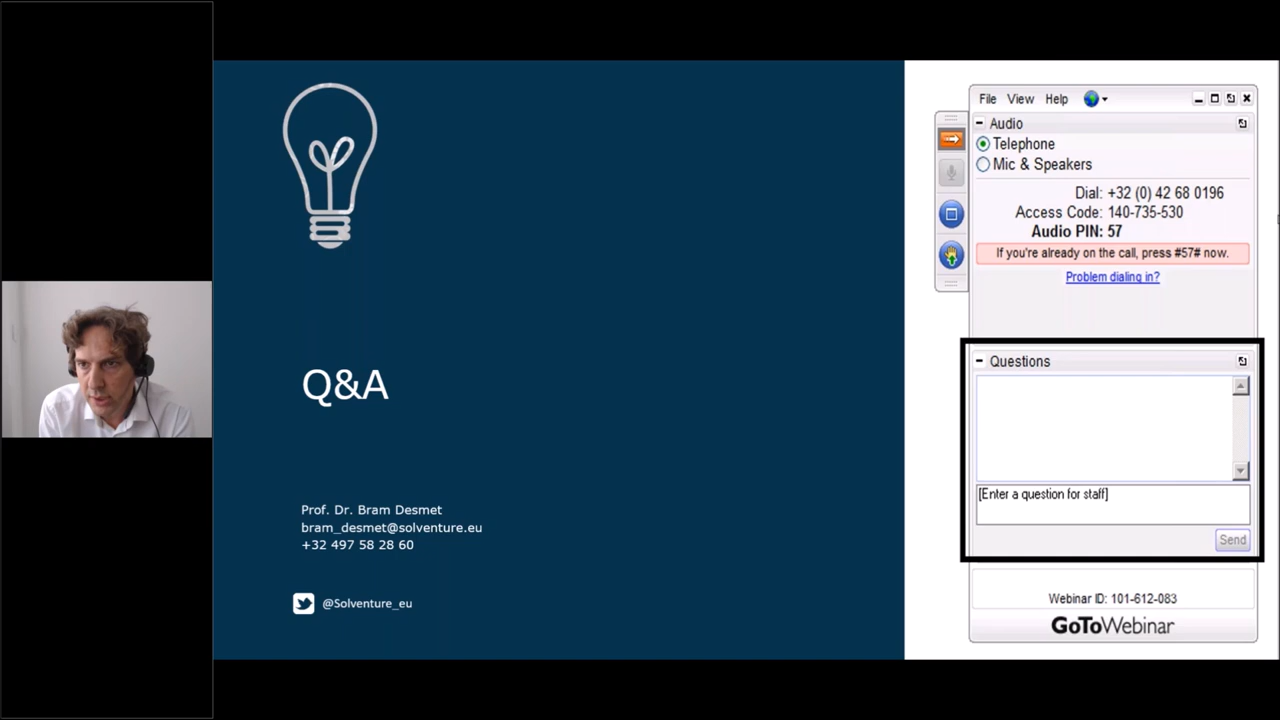 Q&A
Prof. Dr. Bram Desmet
bram_desmet@solventure.eu
+32 497 58 28 60
@Solventure_eu
File View Help
Audio
Telephone
Mic & Speakers
Dial: +32 (0) 42 68 0196
Access Code: 140-735-530
Audio PIN: 57
If you're already on the call, press #57# now.
Problem dialing in?
Questions
[Enter a question for staff]
Send
Webinar ID: 101-612-083
GoToWebinar